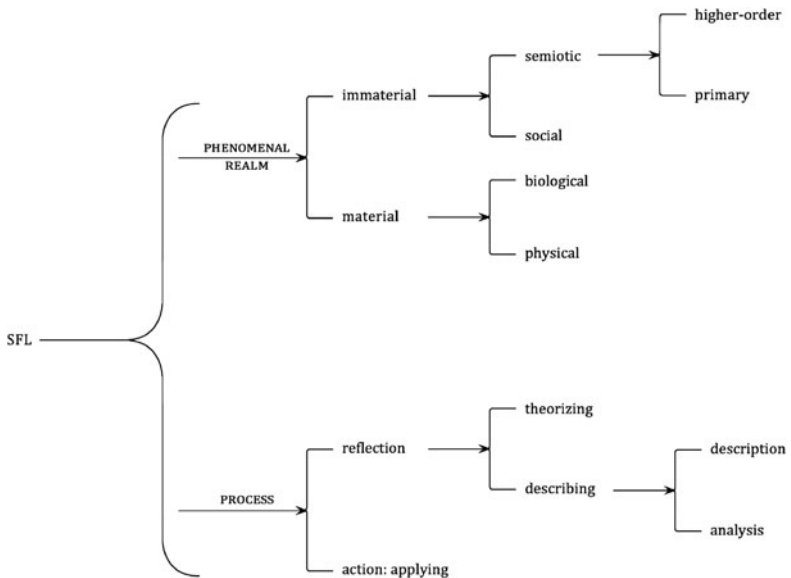 higher-order
semiotic
primary
immaterial
social
PHENOMENAL
REALM
biological
material
physical
SFL
theorizing
reflection
description
describing
PROCESS
analysis
action: applying